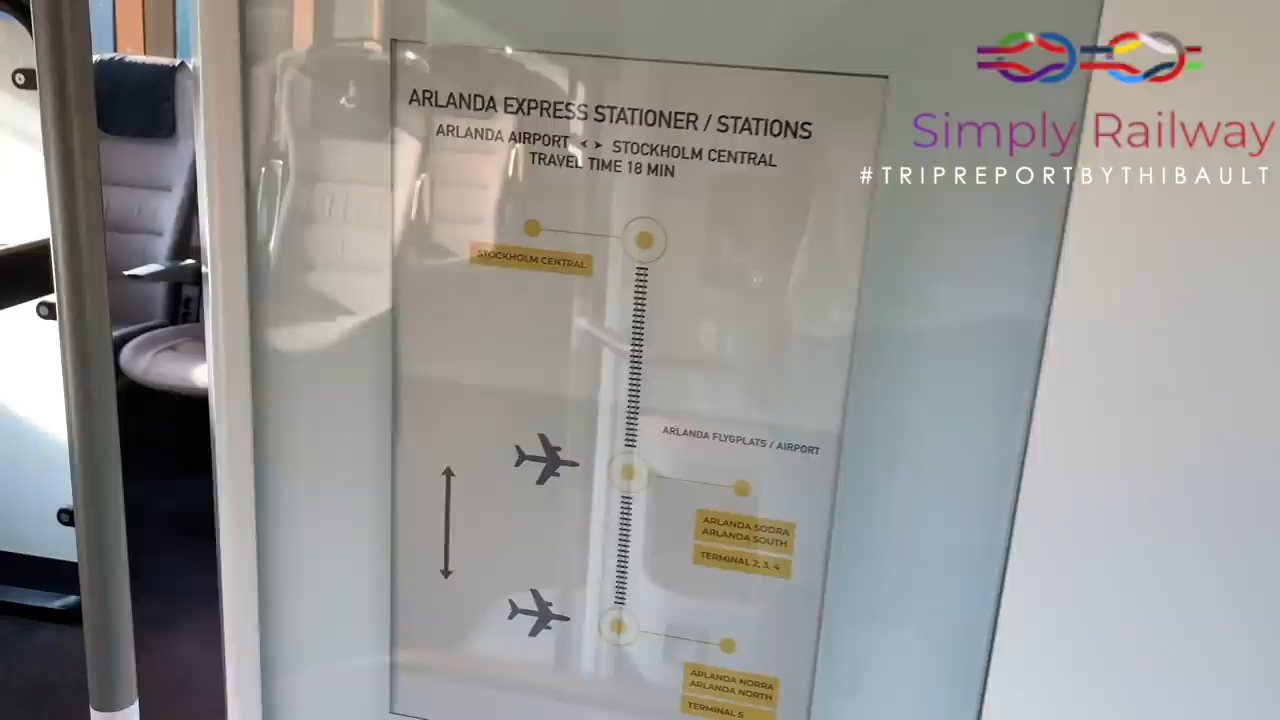 ARLANDA EXPRESS STATIONER / STATIONS
ARLANDA AIRPORT < > STOCKHOLM CENTRAL
TRAVEL TIME 18 MIN
Simply Railway
#TRIPREPORTBYTHIBAULT
STOCKHOLM CENTRAL
ARLANDA FLYGPLATS / AIRPORT
ARLANDA SÖDRA
ARLANDA SOUTH
TERMINAL 2, 3, 4
ARLANDA NORRA
ARLANDA NORTH
TERMINAL 5